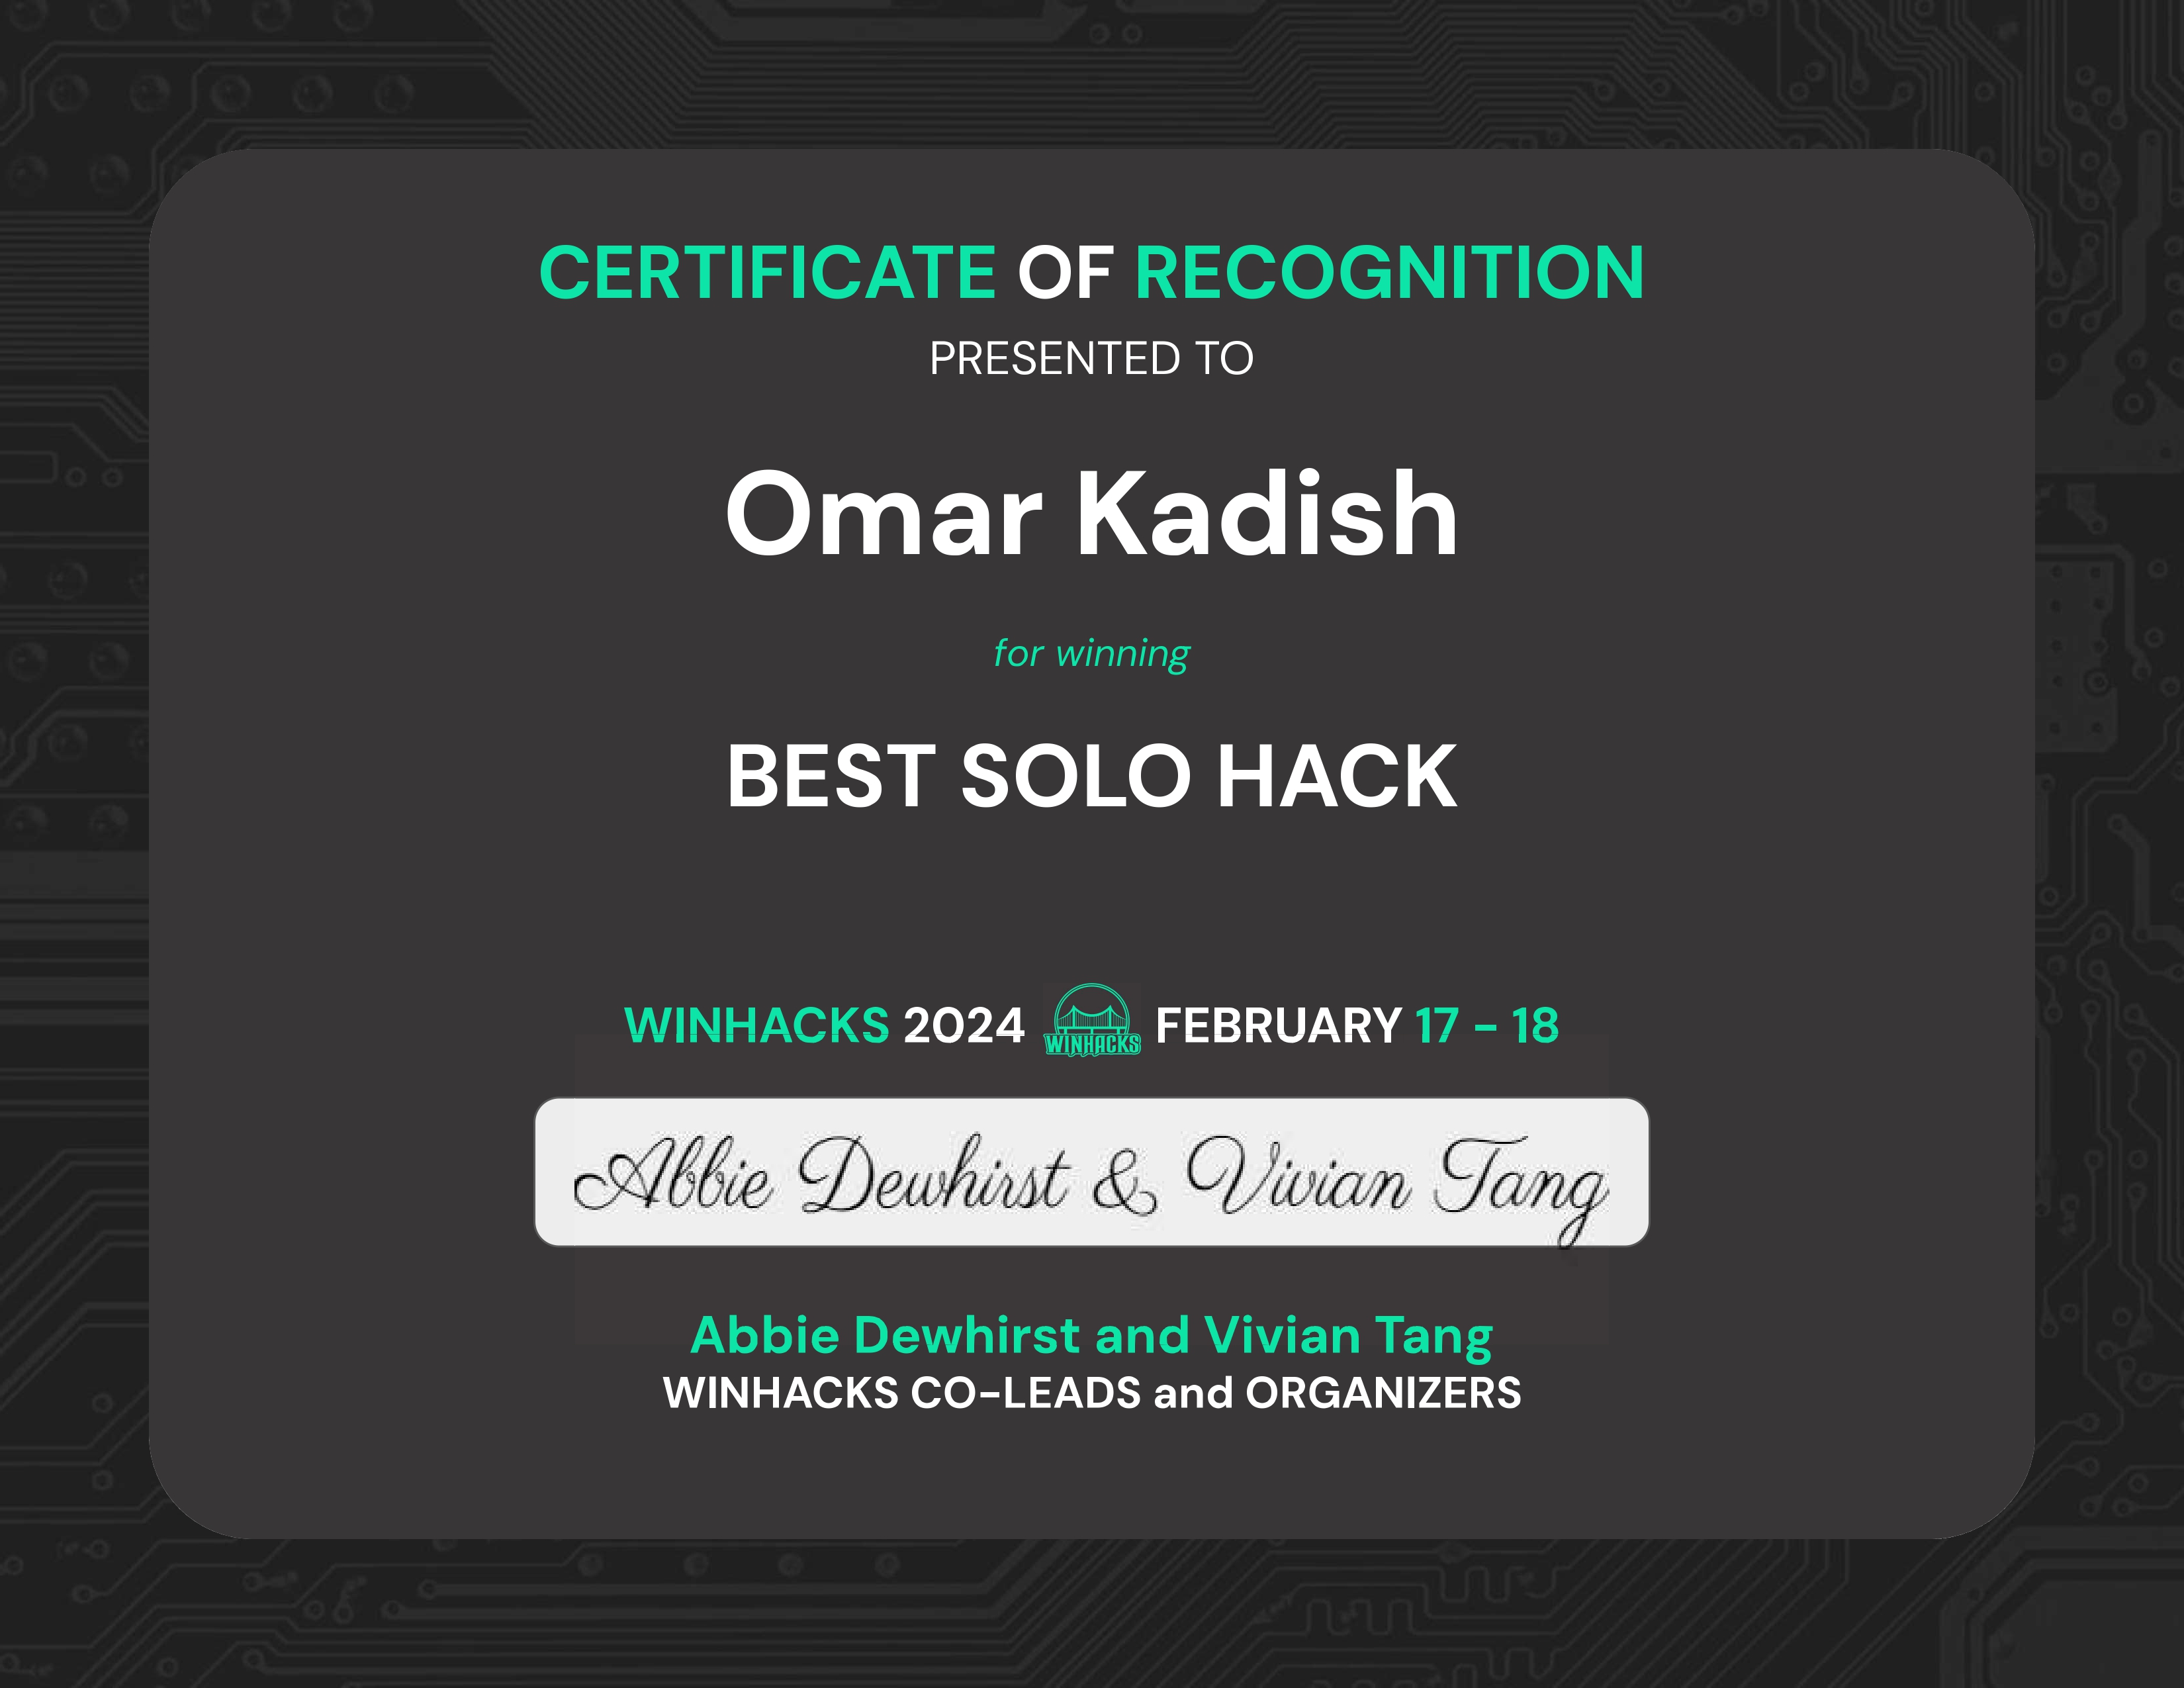 CERTIFICATE OF RECOGNITION
PRESENTED TO
Omar Kadish
for winning
BEST SOLO HACK
WINHACKS 2024 WINHACKS FEBRUARY 17 - 18
Abbie Dewhirst & Vivian Tang
Abbie Dewhirst and Vivian Tang
WINHACKS CO-LEADS and ORGANIZERS